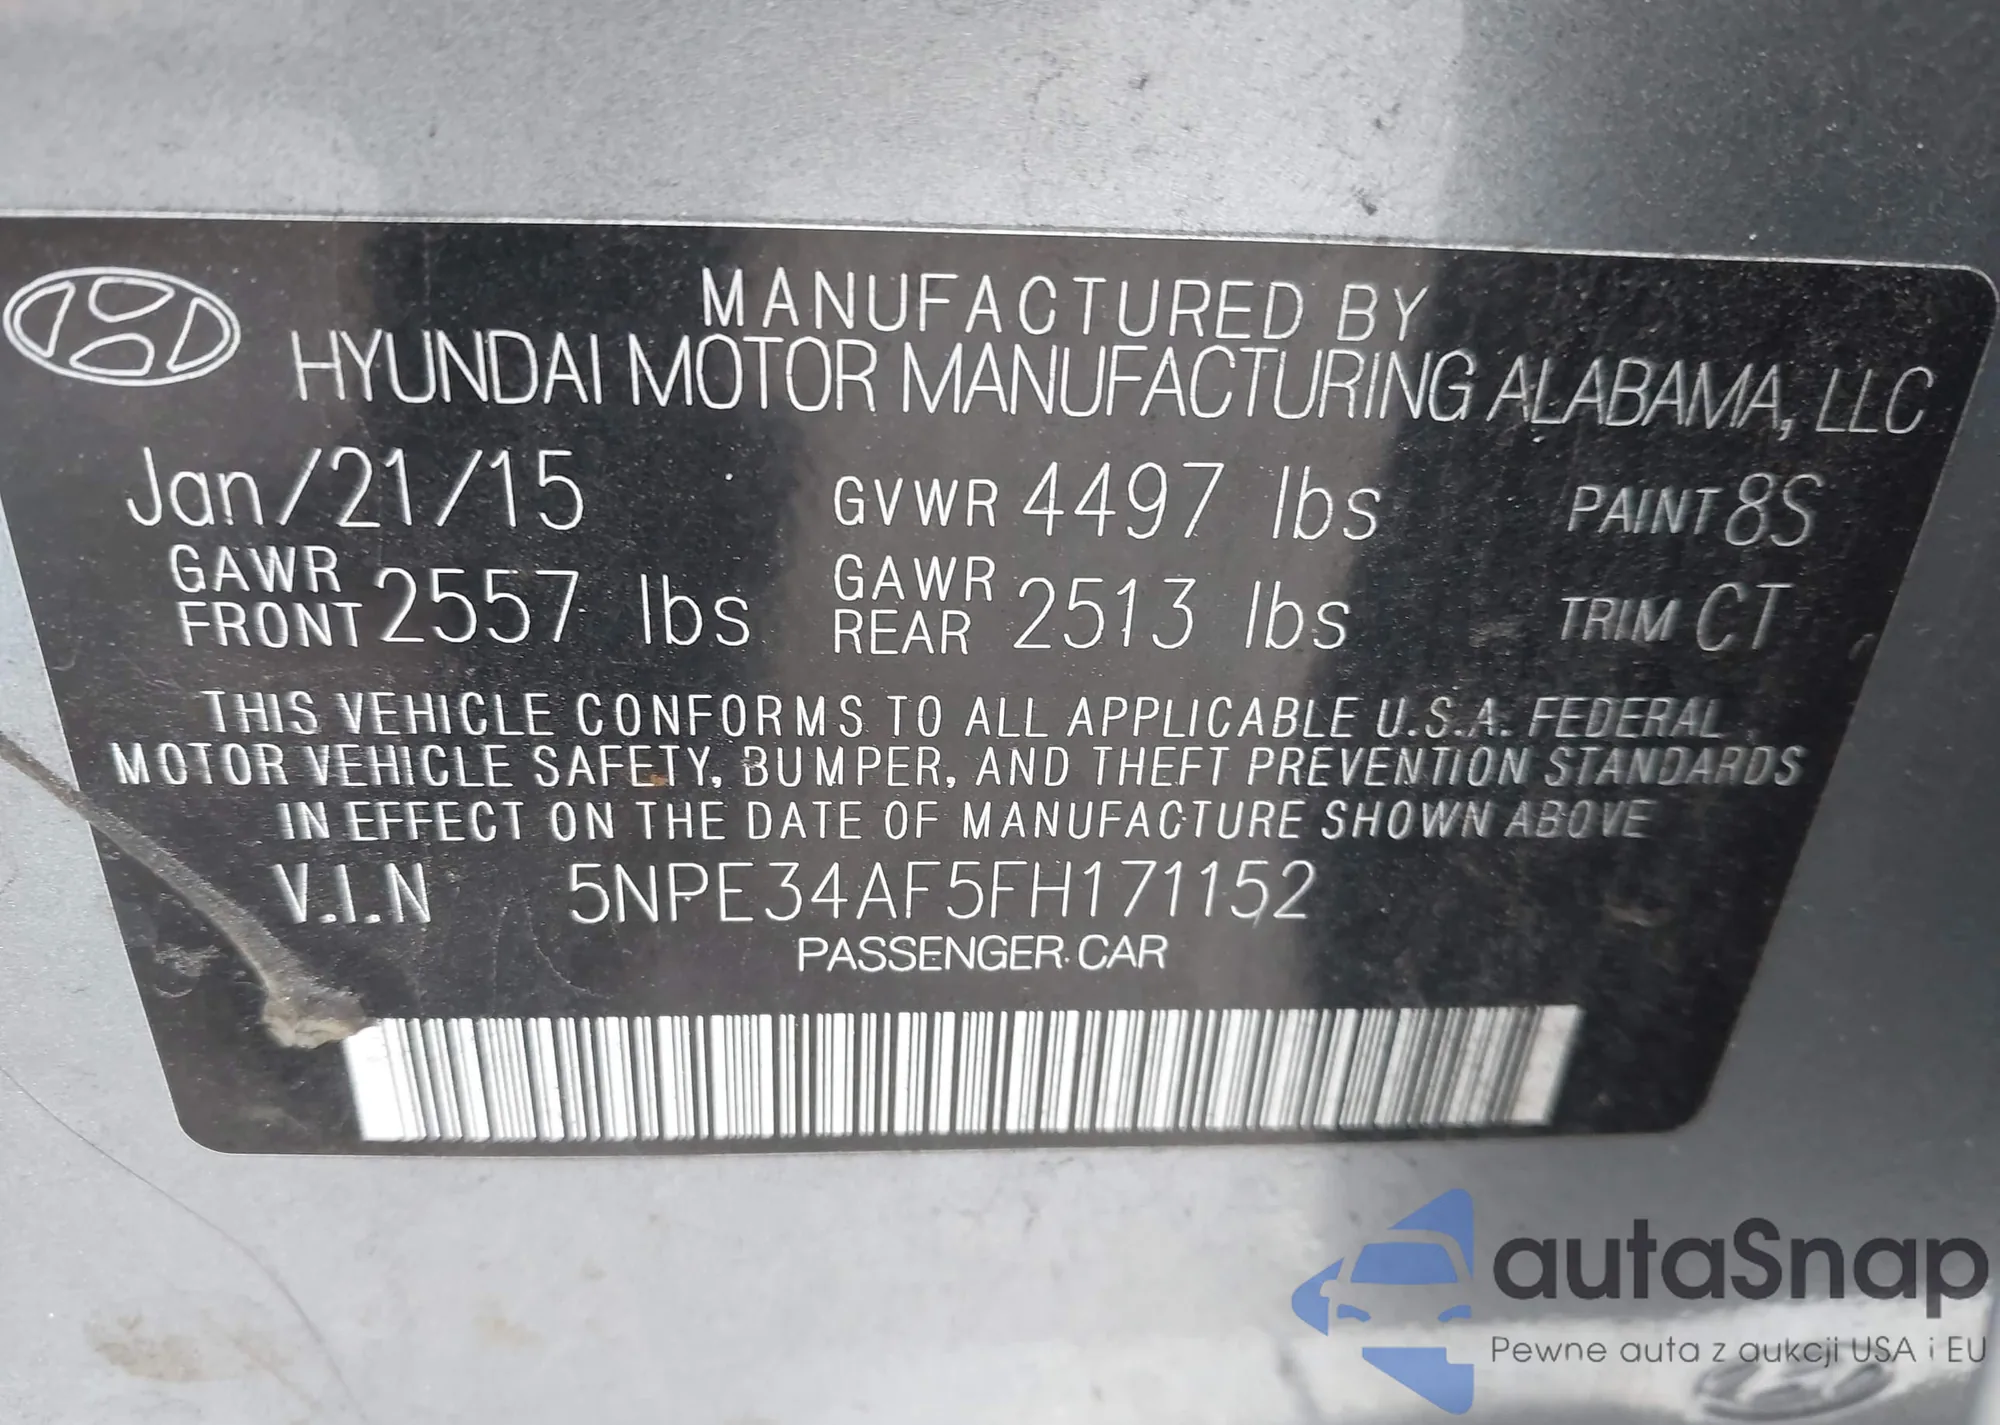 MANUFACTURED BY
HYUNDAI MOTOR MANUFACTURING ALABAMA, LLC
Jan/21/15 GVWR 4497 lbs PAINT 8S
GAWR FRONT 2557 lbs GAWR REAR 2513 lbs TRIM CT
THIS VEHICLE CONFORMS TO ALL APPLICABLE U.S.A. FEDERAL
MOTOR VEHICLE SAFETY, BUMPER, AND THEFT PREVENTION STANDARDS
IN EFFECT ON THE DATE OF MANUFACTURE SHOWN ABOVE
V.I.N 5NPE34AF5FH171152
PASSENGER CAR
autaSnap
Pewne auta z aukcji USA i EU